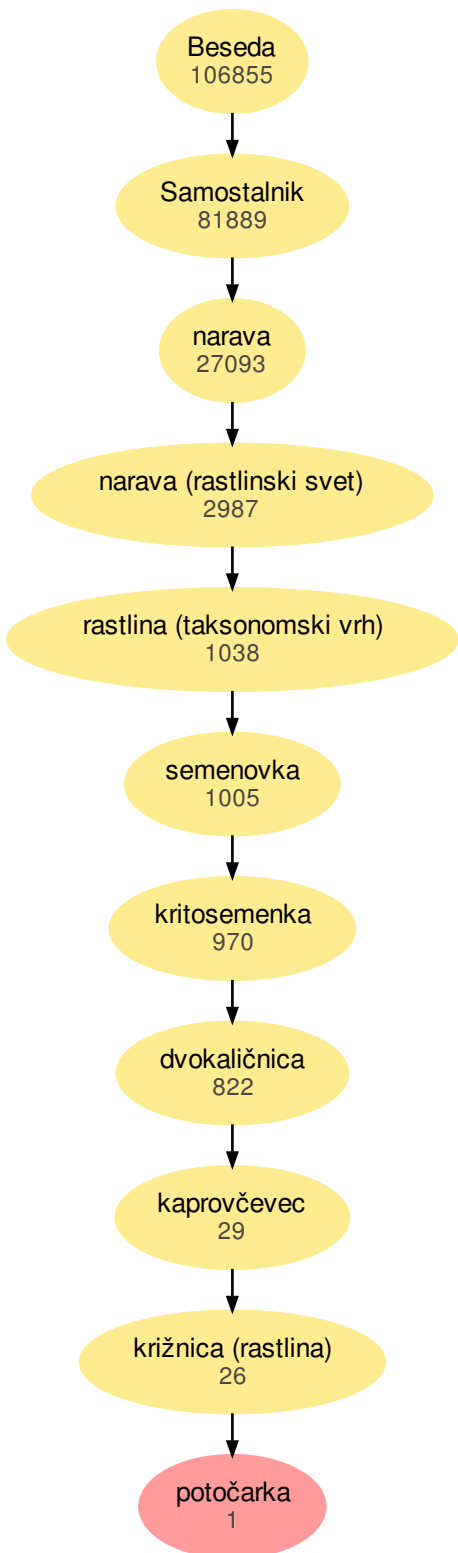 Beseda
106855
Samostalnik
81889
narava
27093
narava (rastlinski svet)
2987
rastlina (taksonomski vrh)
1038
semenovka
1005
kritosemenka
970
dvokaličnica
822
kaprovčevec
29
križnica (rastlina)
26
potočarka
1